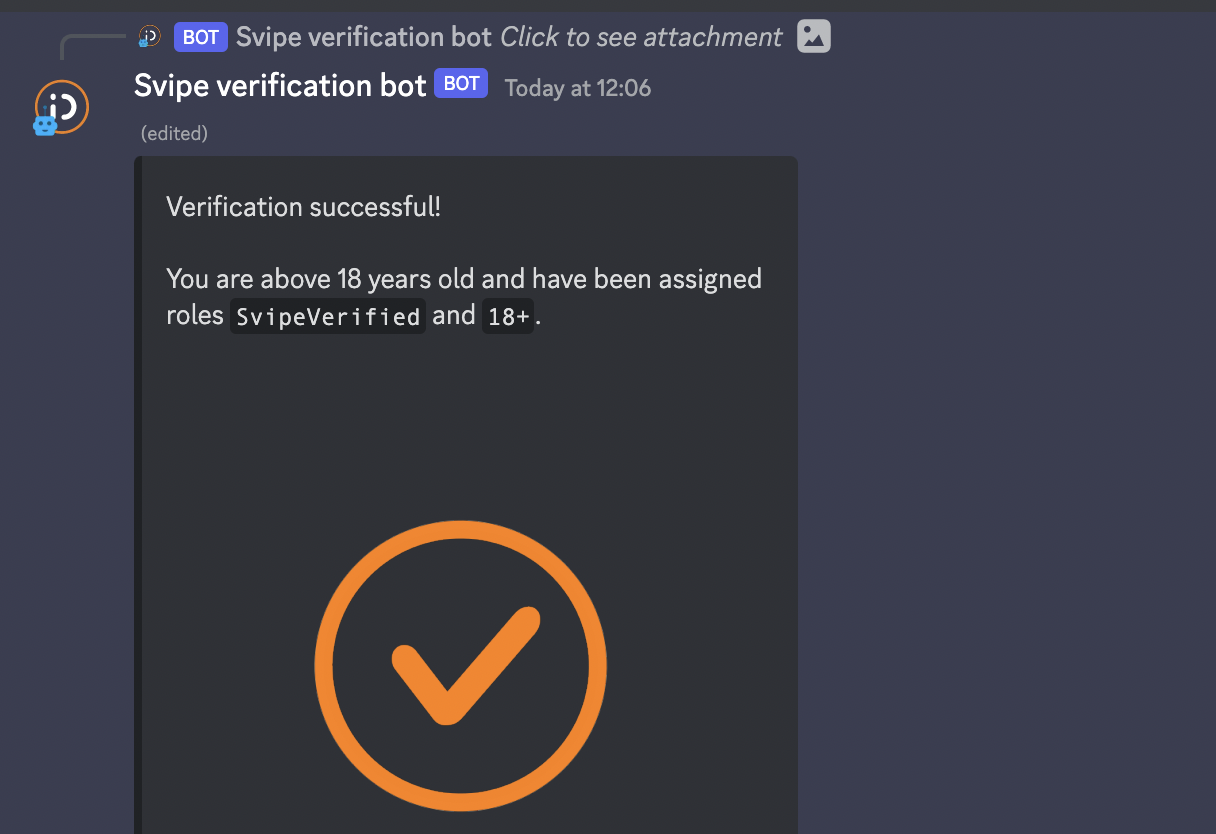 BOT Svipe verification bot Click to see attachment
Svipe verification bot BOT Today at 12:06
(edited)
Verification successful!
You are above 18 years old and have been assigned
roles SvipeVerified and 18+.